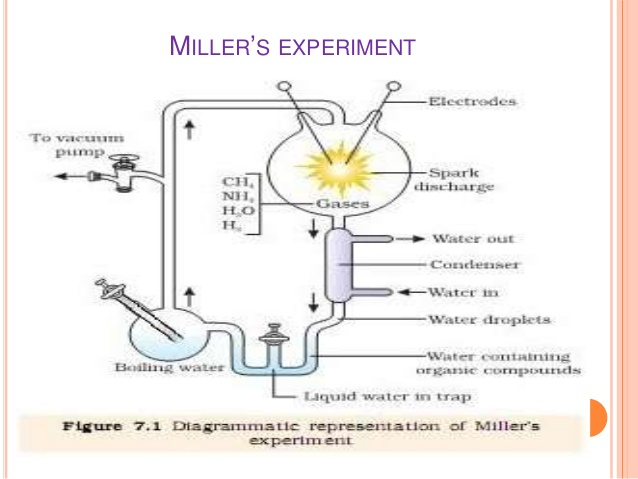 MILLER'S EXPERIMENT
Electrodes
To vacuum
pump
Spark
discharge
CH₄
NH₃
H₂O
H₂
Gases
Water out
Condenser
Water in
Water droplets
Boiling water
Water containing
organic compounds
Liquid water in trap
Figure 7.1 Diagrammatic representation of Miller's
experiment